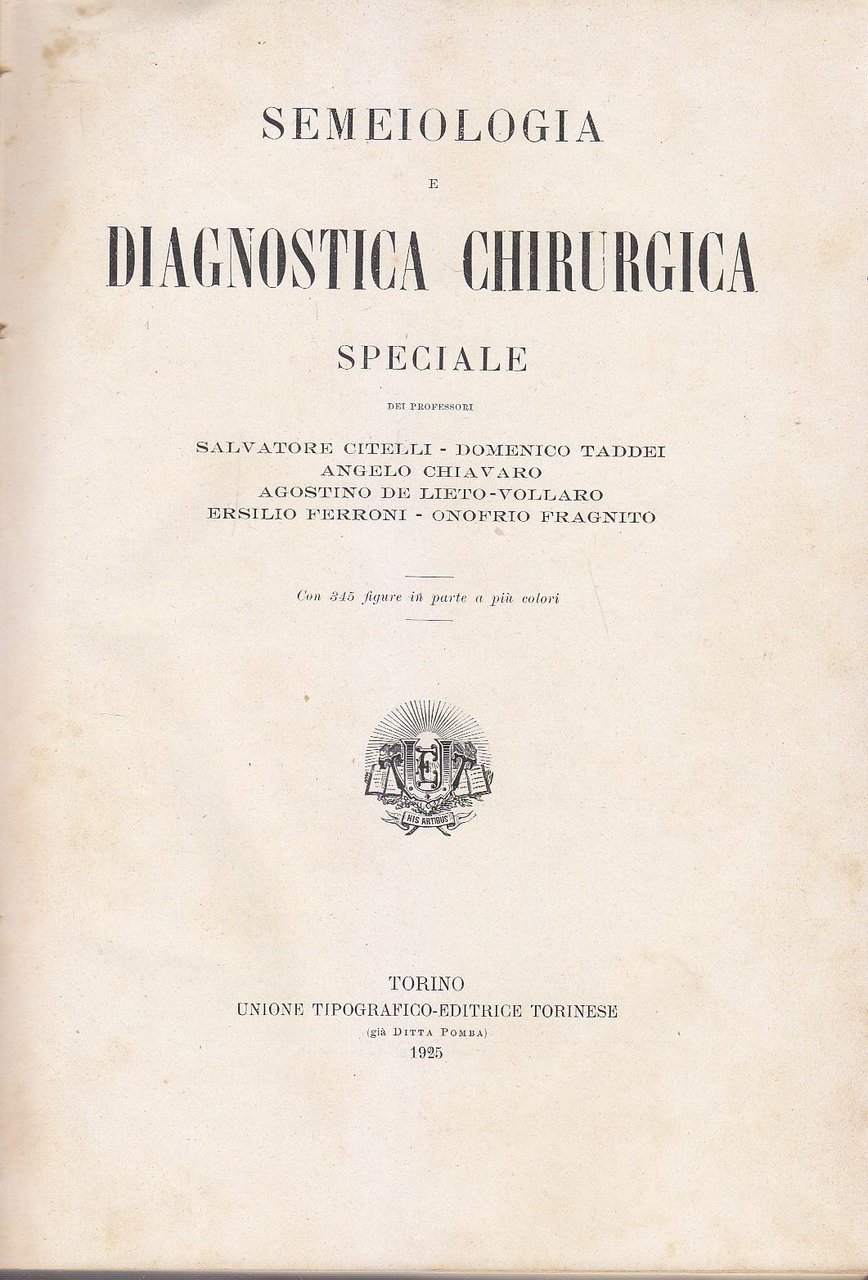 SEMEIOLOGIA
E
DIAGNOSTICA CHIRURGICA
SPECIALE
DEI PROFESSORI
SALVATORE CITELLI - DOMENICO TADDEI
ANGELO CHIAVARO
AGOSTINO DE LIETO-VOLLARO
ERSILIO FERRONI - ONOFRIO FRAGNITO
Con 345 figure in parte a più colori
UTE
HIS ARTIBUS
TORINO
UNIONE TIPOGRAFICO-EDITRICE TORINESE
(già DITTA POMBA)
1925